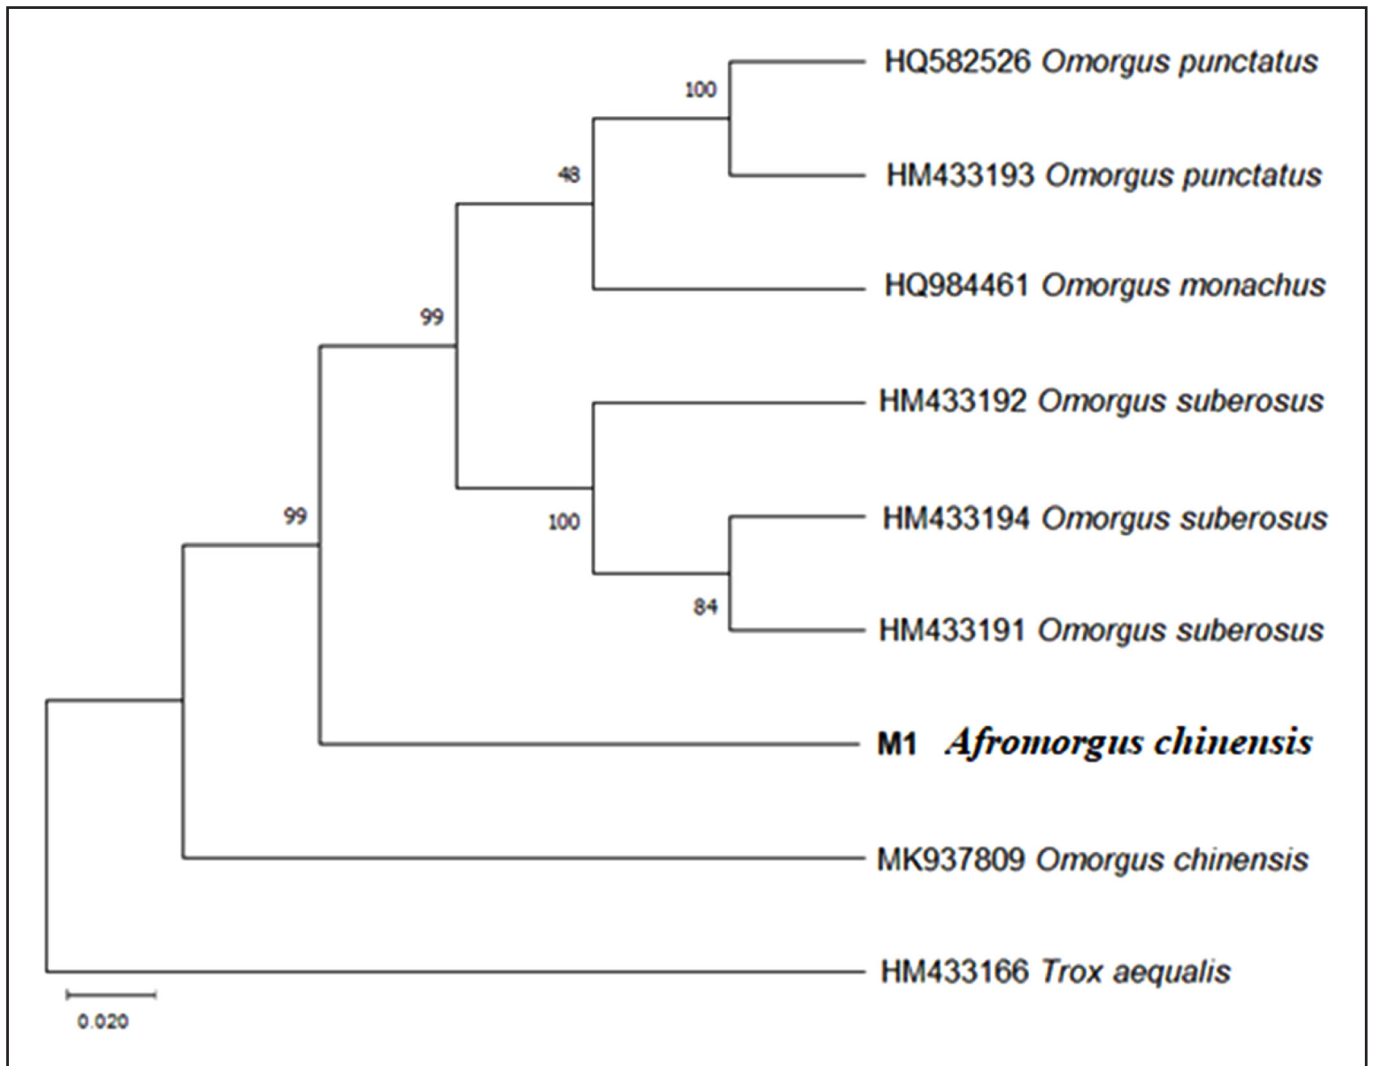 HQ582526 Omorgus punctatus
100
HM433193 Omorgus punctatus
48
HQ984461 Omorgus monachus
99
HM433192 Omorgus suberosus
99
HM433194 Omorgus suberosus
100
84
HM433191 Omorgus suberosus
M1 Afromorgus chinensis
MK937809 Omorgus chinensis
HM433166 Trox aequalis
0.020